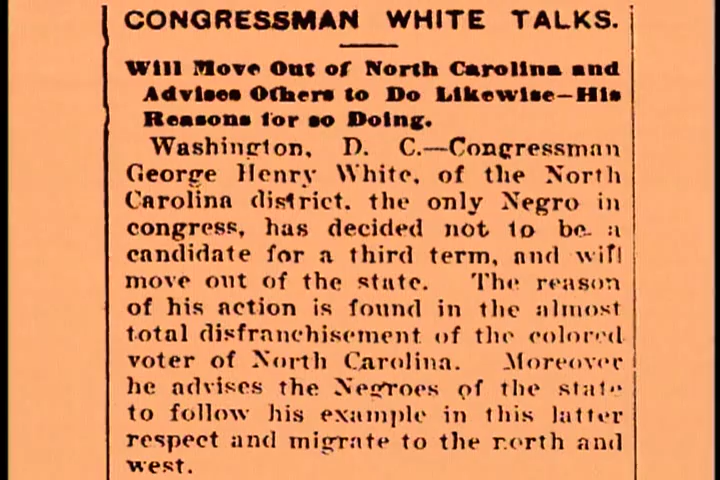 CONGRESSMAN WHITE TALKS.
Will Move Out of North Carolina and
Advises Others to Do Likewise—His
Reasons for so Doing.
Washington, D. C.—Congressman
George Henry White, of the North
Carolina district, the only Negro in
congress, has decided not to be a
candidate for a third term, and will
move out of the state. The reason
of his action is found in the almost
total disfranchisement of the colored
voter of North Carolina. Moreover
he advises the Negroes of the state
to follow his example in this latter
respect and migrate to the north and
west.